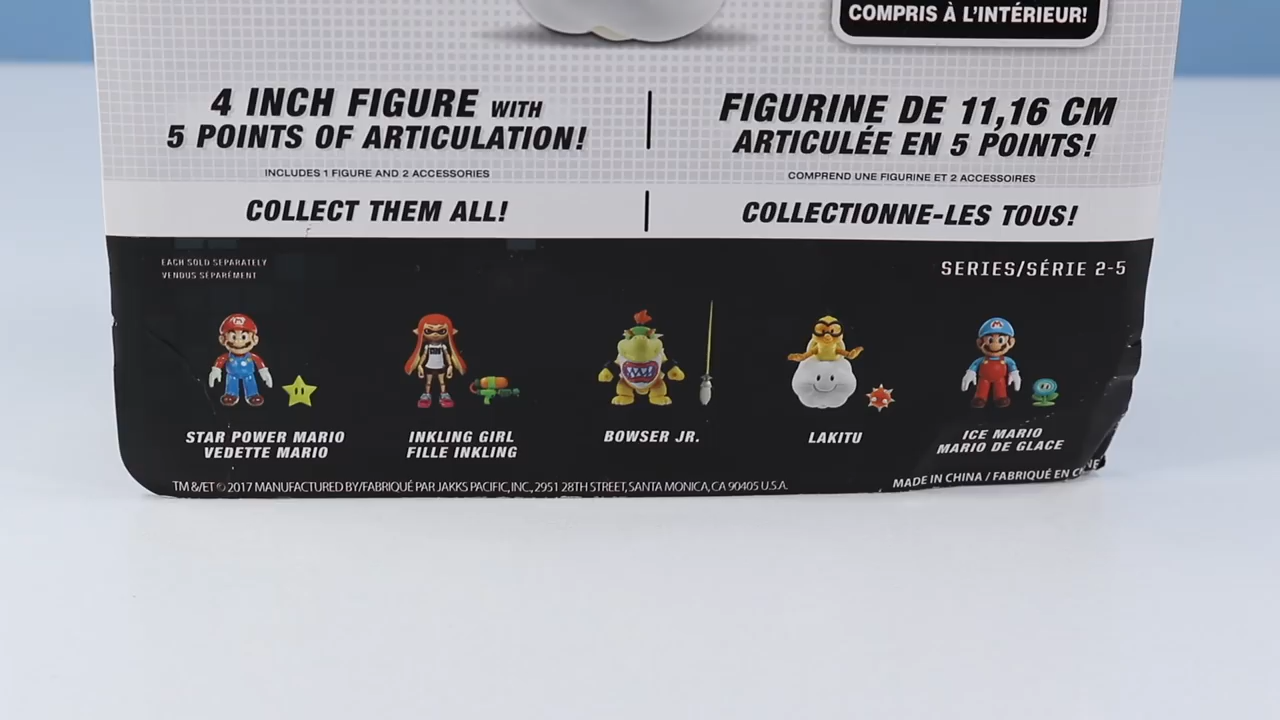 COMPRIS À L'INTÉRIEUR!
4 INCH FIGURE WITH
5 POINTS OF ARTICULATION!
INCLUDES 1 FIGURE AND 2 ACCESSORIES
FIGURINE DE 11,16 CM
ARTICULÉE EN 5 POINTS!
COMPREND UNE FIGURINE ET 2 ACCESSOIRES
COLLECT THEM ALL!
COLLECTIONNE-LES TOUS!
EACH SOLD SEPARATELY
VENDUS SÉPARÉMENT
SERIES/SÉRIE 2-5
STAR POWER MARIO
VEDETTE MARIO
INKLING GIRL
FILLE INKLING
BOWSER JR.
LAKITU
ICE MARIO
MARIO DE GLACE
TM &/ET © 2017 MANUFACTURED BY/FABRIQUÉ PAR JAKKS PACIFIC, INC., 2951 28TH STREET, SANTA MONICA, CA 90405 U.S.A.
MADE IN CHINA / FABRIQUÉ EN